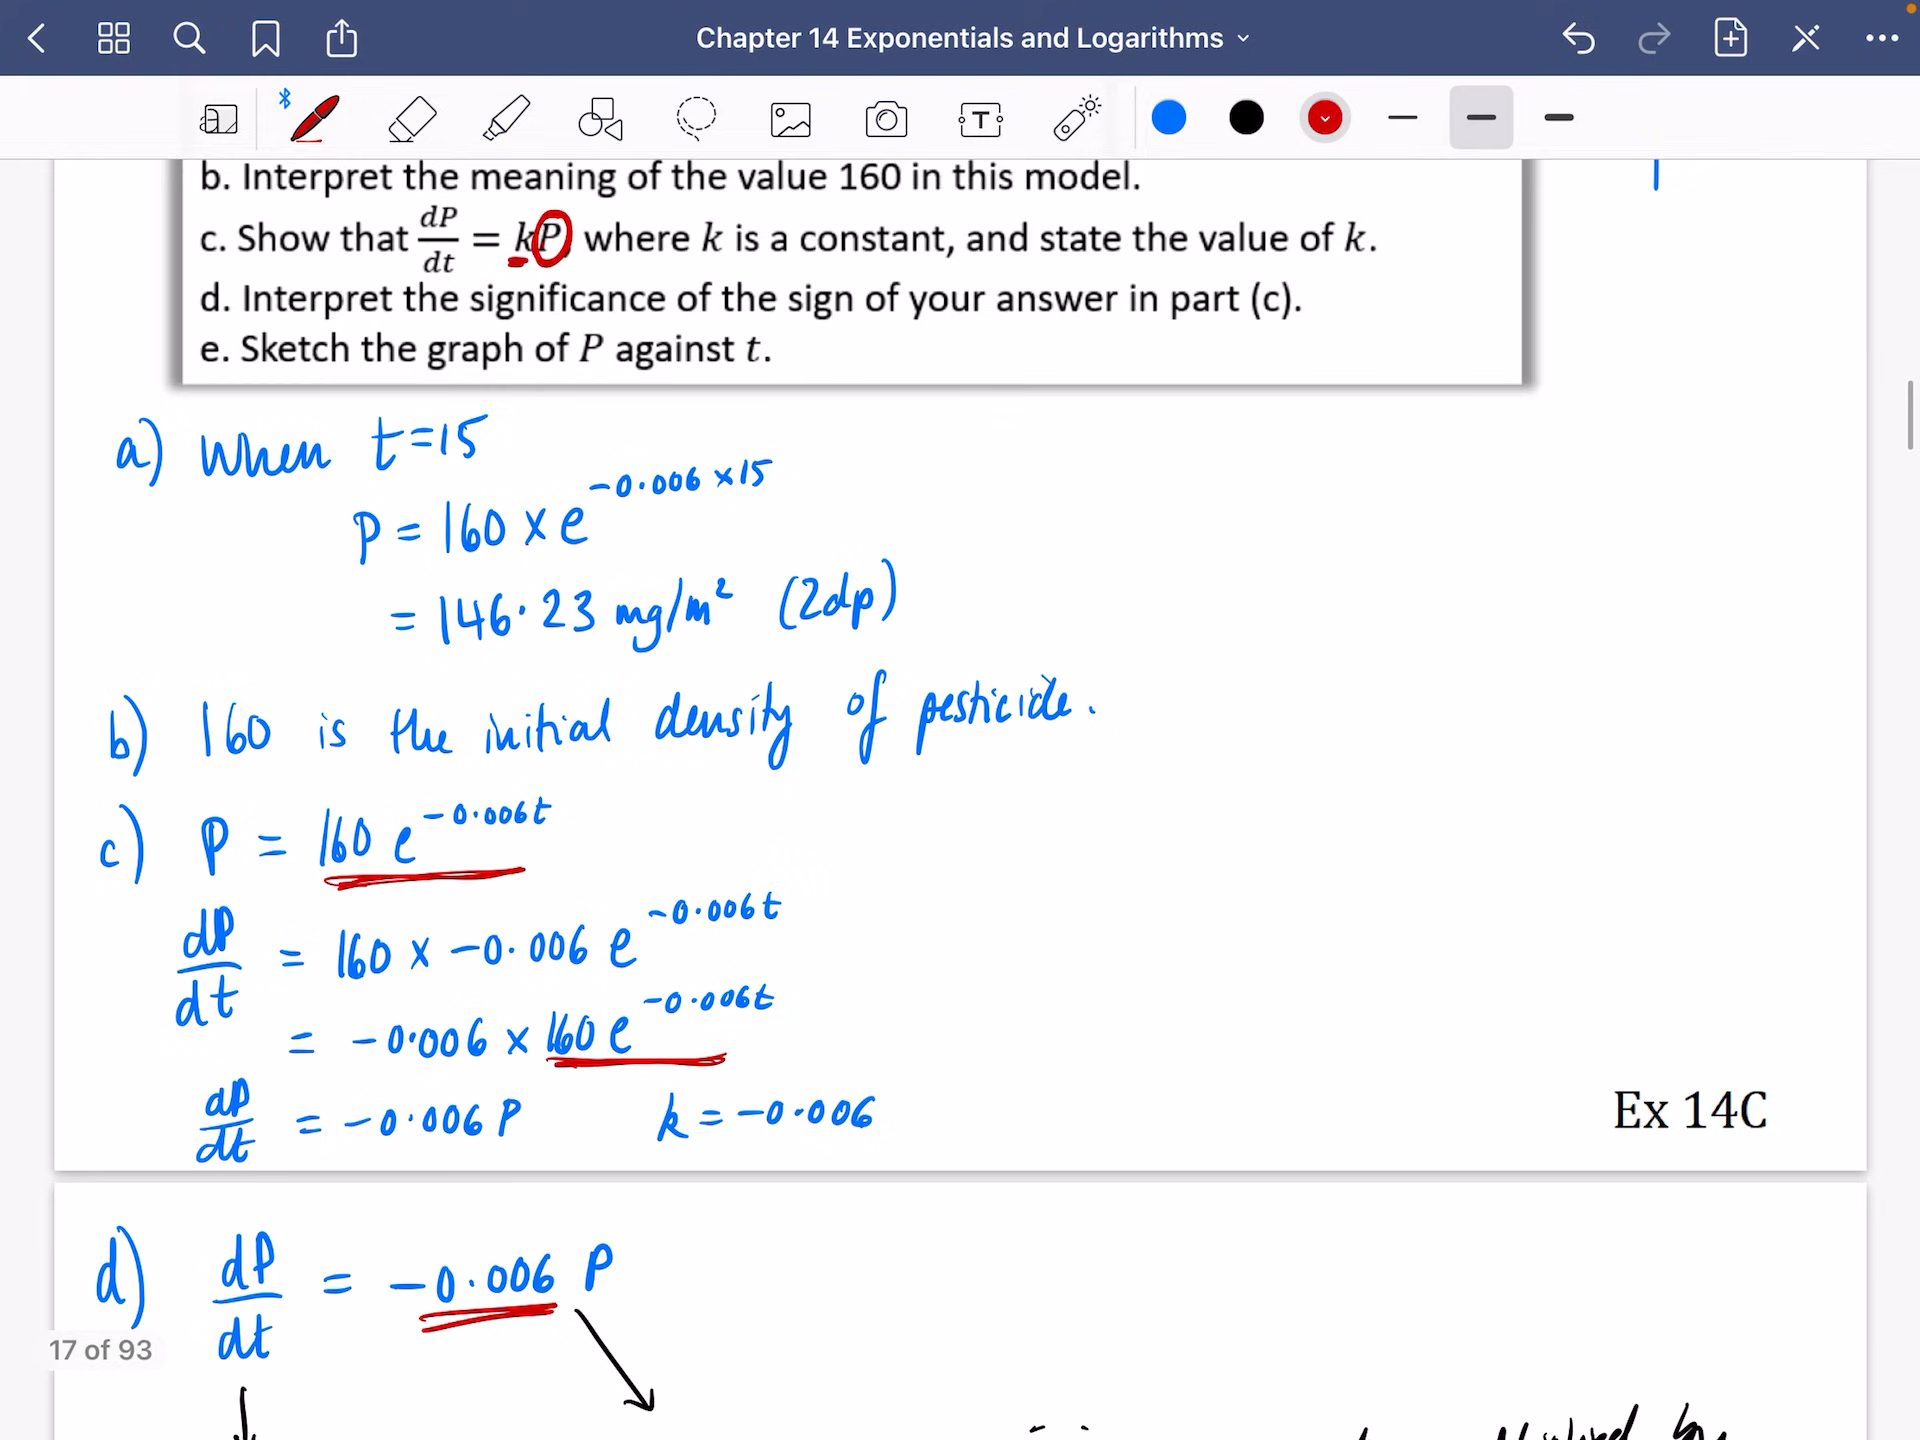 Chapter 14 Exponentials and Logarithms
a
T
b. Interpret the meaning of the value 160 in this model.
c. Show that dP/dt = kP, where k is a constant, and state the value of k.
d. Interpret the significance of the sign of your answer in part (c).
e. Sketch the graph of P against t.
a) When t=15
P = 160 × e^(-0.006 ×15)
= 146.23 mg/m² (2dp)
b) 160 is the initial density of pesticide.
c) P = 160 e^(-0.006t)
dP/dt = 160 × -0.006 e^(-0.006t)
= -0.006 × 160 e^(-0.006t)
dP/dt = -0.006 P k = -0.006
Ex 14C
d) dP/dt = -0.006 P
17 of 93